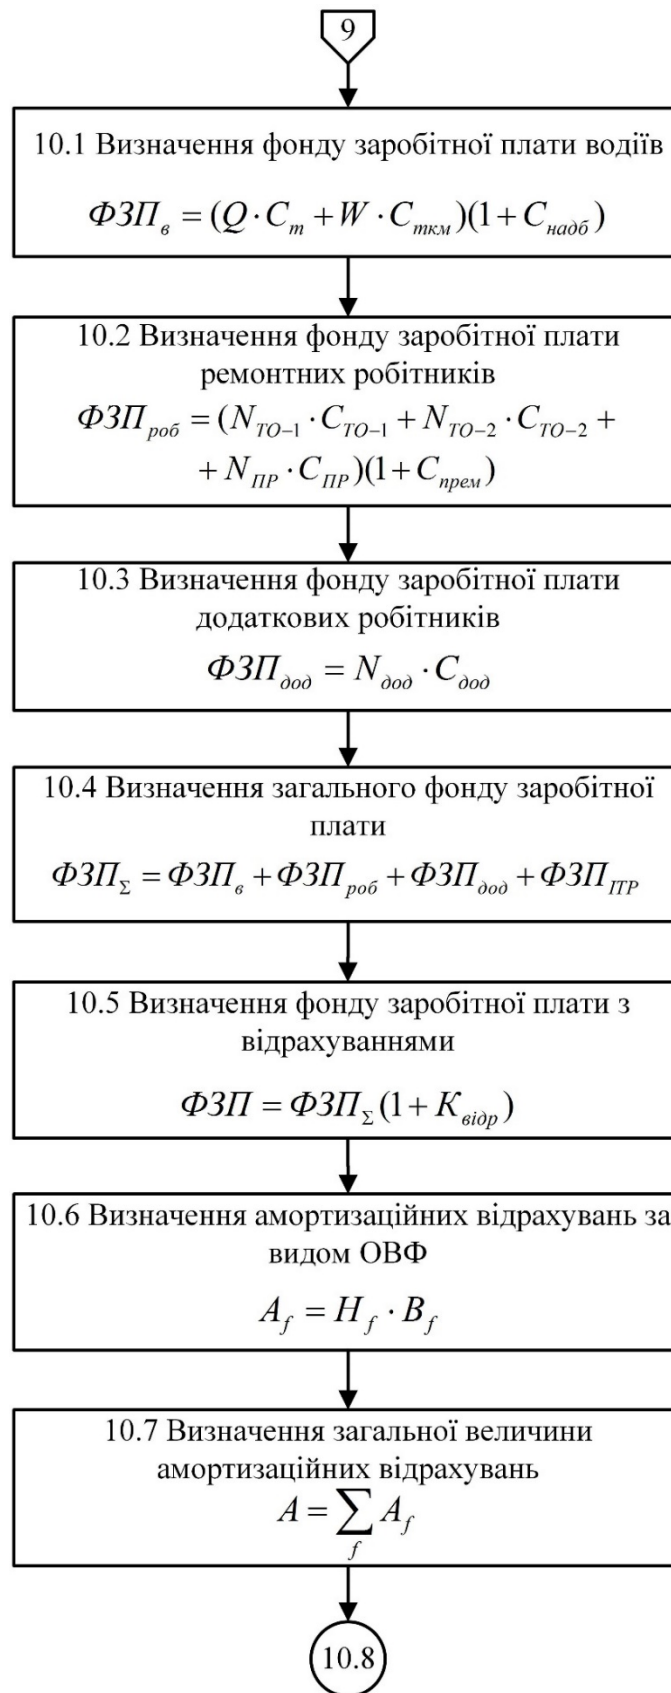 9
10.1 Визначення фонду заробітної плати водіїв
ФЗП_в = (Q · C_т + W · C_ткм)(1 + C_надб)
10.2 Визначення фонду заробітної плати
ремонтних робітників
ФЗП_роб = (N_ТО–1 · C_ТО–1 + N_ТО–2 · C_ТО–2 +
+ N_ПР · C_ПР)(1 + C_прем)
10.3 Визначення фонду заробітної плати
додаткових робітників
ФЗП_дод = N_дод · C_дод
10.4 Визначення загального фонду заробітної
плати
ФЗП_Σ = ФЗП_в + ФЗП_роб + ФЗП_дод + ФЗП_ІТР
10.5 Визначення фонду заробітної плати з
відрахуваннями
ФЗП = ФЗП_Σ (1 + К_відр)
10.6 Визначення амортизаційних відрахувань за
видом ОВФ
A_f = H_f · B_f
10.7 Визначення загальної величини
амортизаційних відрахувань
A = ∑_f A_f
10.8